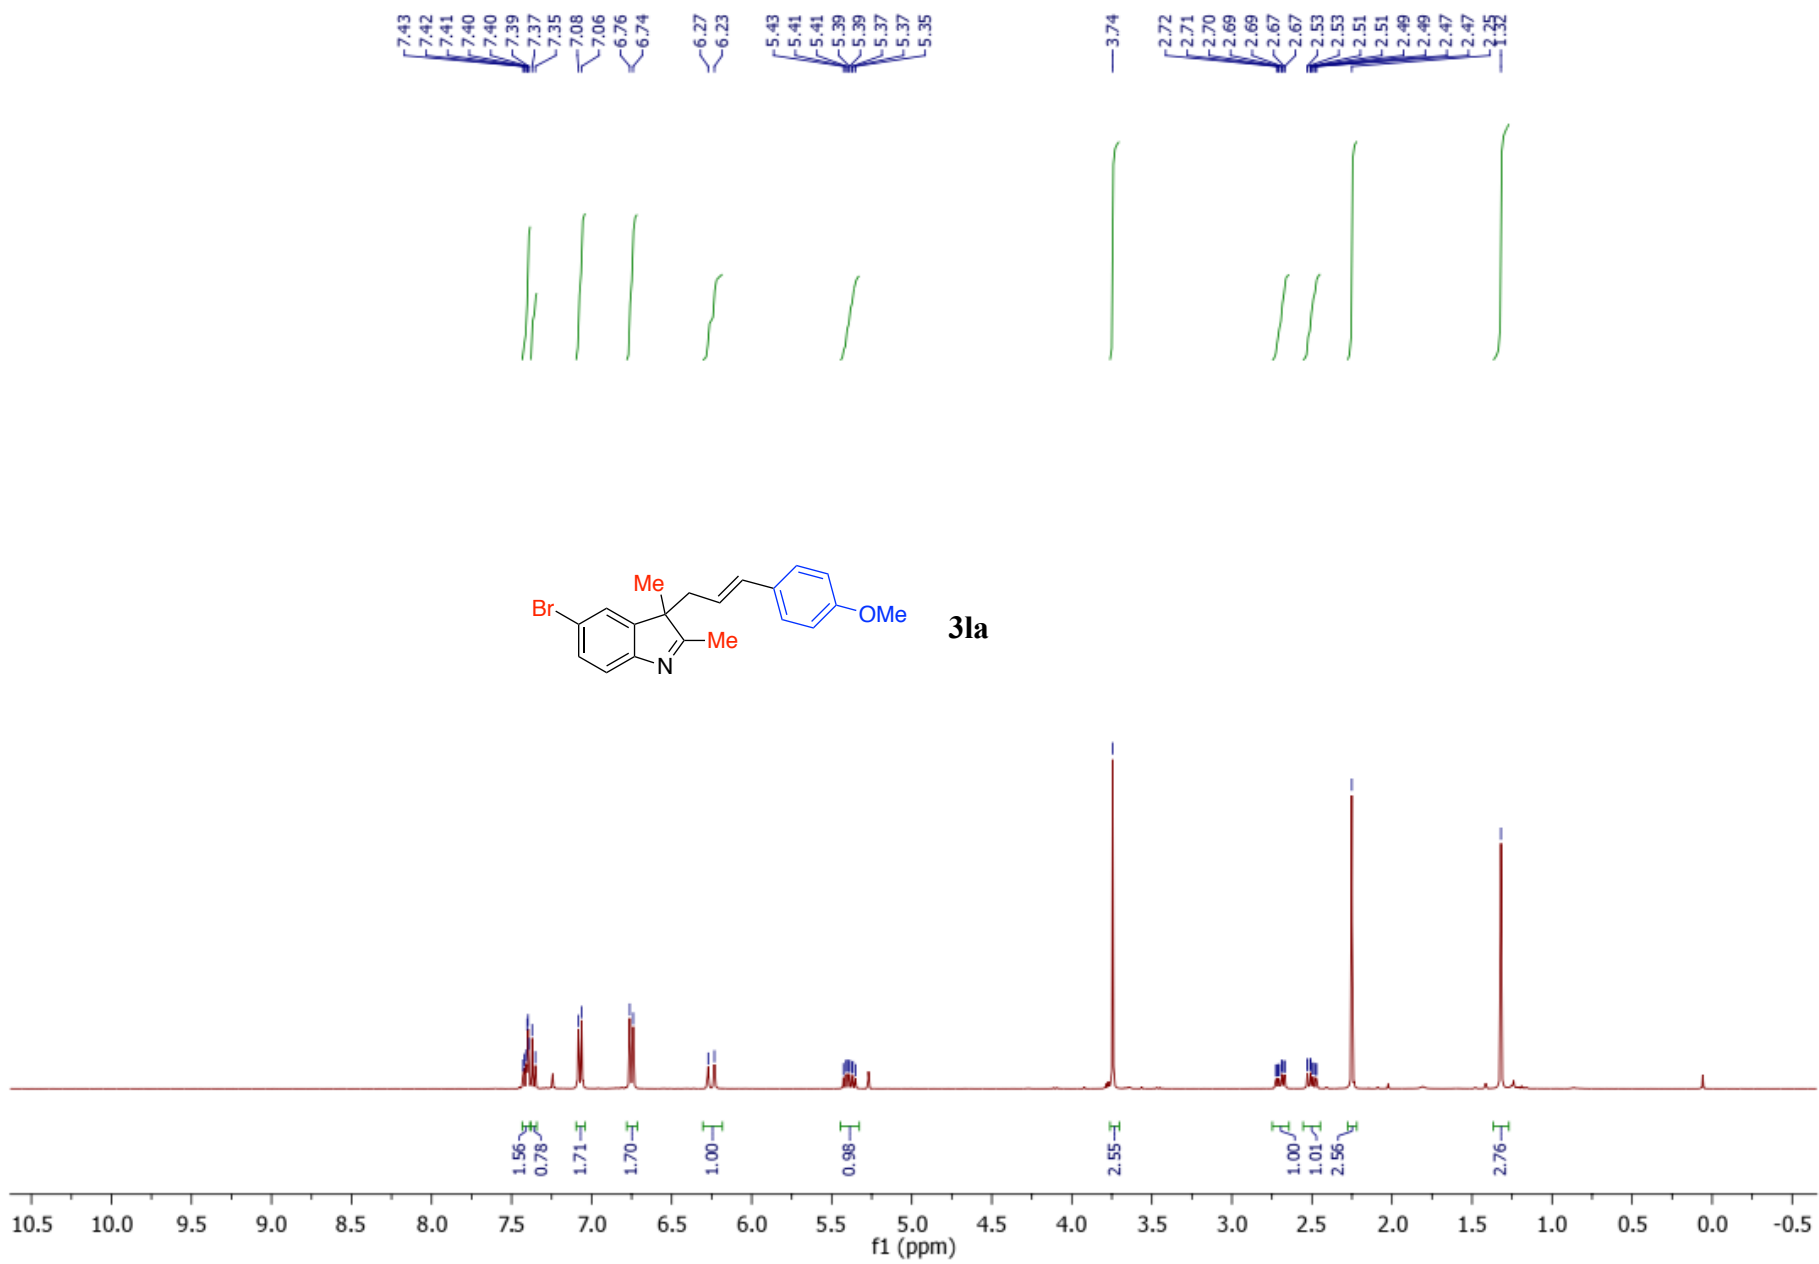 7.43 7.42 7.41 7.40 7.40 7.39 7.37 7.35 7.08 7.06 6.76 6.74 6.27 6.23 5.43 5.41 5.41 5.39 5.39 5.37 5.37 5.35 3.74 2.72 2.71 2.70 2.69 2.69 2.67 2.67 2.53 2.53 2.51 2.51 2.49 2.49 2.47 2.47 2.25 1.32
Me
Br
OMe
Me
N
3la
1.56 0.78 1.71 1.70 1.00 0.98 2.55 1.00 1.01 2.56 2.76
10.5 10.0 9.5 9.0 8.5 8.0 7.5 7.0 6.5 6.0 5.5 5.0 4.5 4.0 3.5 3.0 2.5 2.0 1.5 1.0 0.5 0.0 -0.5
f1 (ppm)